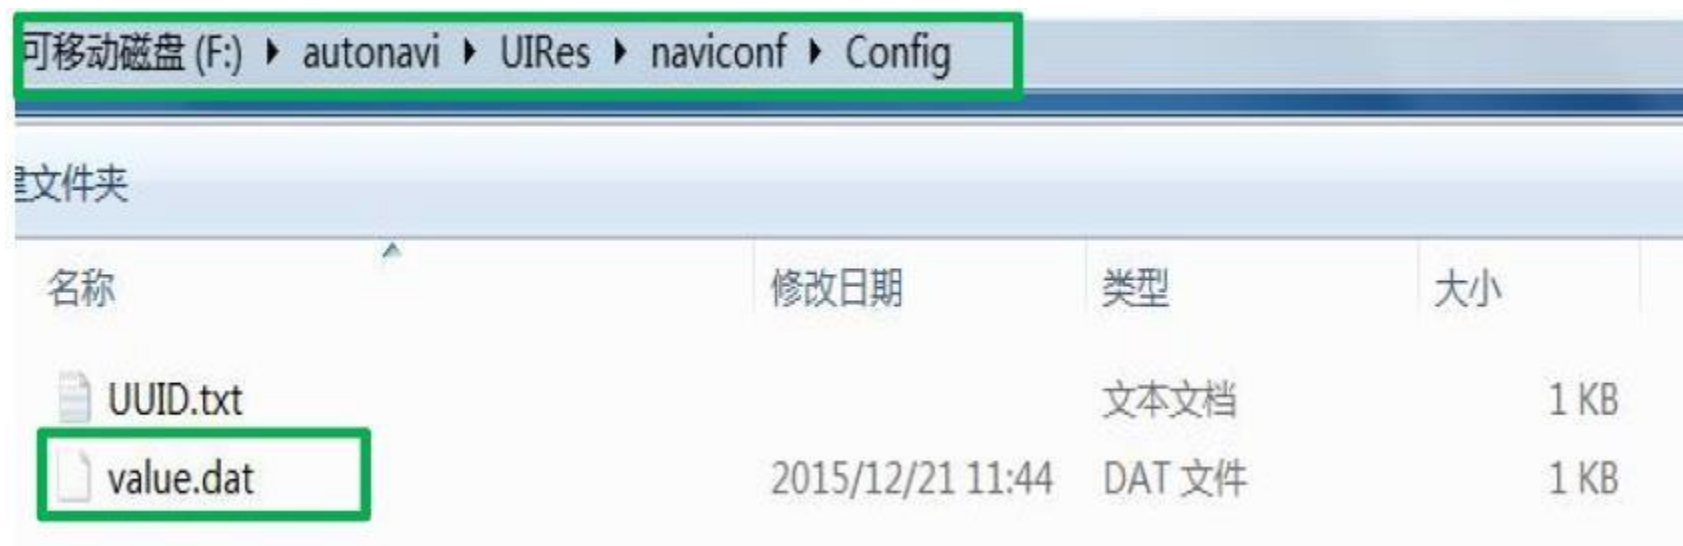 可移动磁盘 (F:) ▸ autonavi ▸ UIRes ▸ naviconf ▸ Config
建文件夹
名称 修改日期 类型 大小
UUID.txt 文本文档 1 KB
value.dat 2015/12/21 11:44 DAT 文件 1 KB